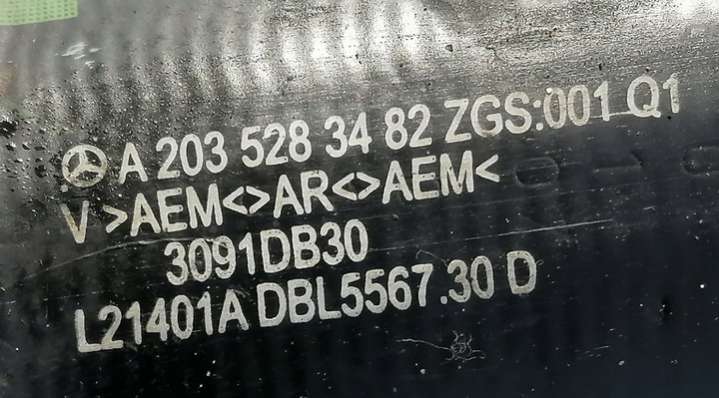 A 203 528 34 82 ZGS:001 Q1
V >AEM<>AR<>AEM<
3091DB30
L21401A DBL5567.30 D